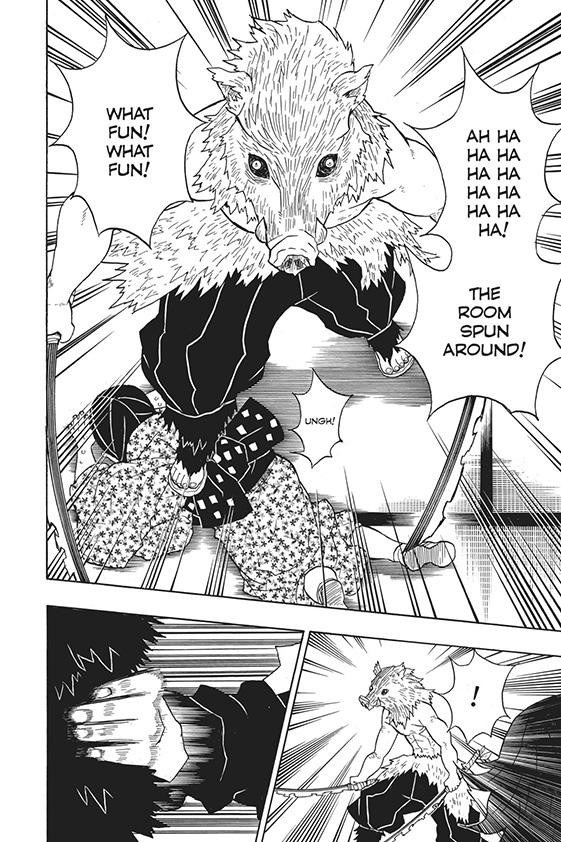 AH HA
HA HA
HA HA
HA HA
HA HA
HA!
THE
ROOM
SPUN
AROUND!
WHAT
FUN!
WHAT
FUN!
UNGH!
!